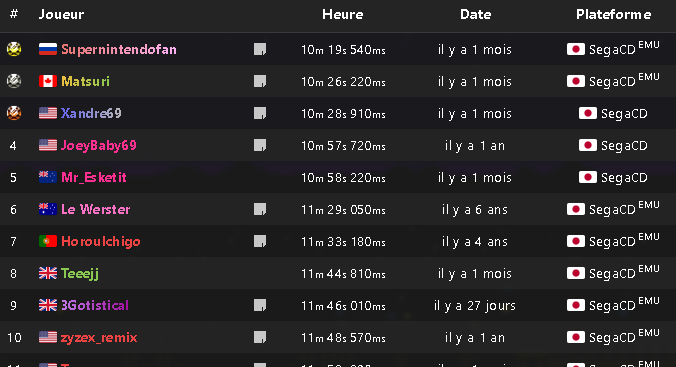 # Joueur Heure Date Plateforme
Supernintendofan 10m 19s 540ms il y a 1 mois SegaCD EMU
Matsuri 10m 26s 220ms il y a 1 mois SegaCD EMU
Xandre69 10m 28s 910ms il y a 1 mois SegaCD
4 JoeyBaby69 10m 57s 720ms il y a 1 an SegaCD EMU
5 Mr_Esketit 10m 58s 220ms il y a 1 mois SegaCD
6 Le Werster 11m 29s 050ms il y a 6 ans SegaCD EMU
7 HorouIchigo 11m 33s 180ms il y a 4 ans SegaCD EMU
8 Teeejj 11m 44s 810ms il y a 1 mois SegaCD EMU
9 3Gotistical 11m 46s 010ms il y a 27 jours SegaCD EMU
10 zyzex_remix 11m 48s 570ms il y a 1 an SegaCD EMU